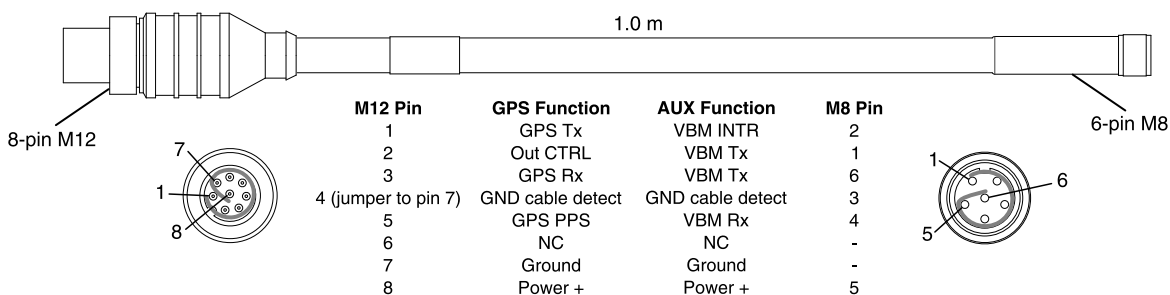 1.0 m
8-pin M12
6-pin M8
M12 Pin GPS Function AUX Function M8 Pin
1 GPS Tx VBM INTR 2
2 Out CTRL VBM Tx 1
3 GPS Rx VBM Tx 6
4 (jumper to pin 7) GND cable detect GND cable detect 3
5 GPS PPS VBM Rx 4
6 NC NC -
7 Ground Ground -
8 Power + Power + 5
7
1
8
1
6
5